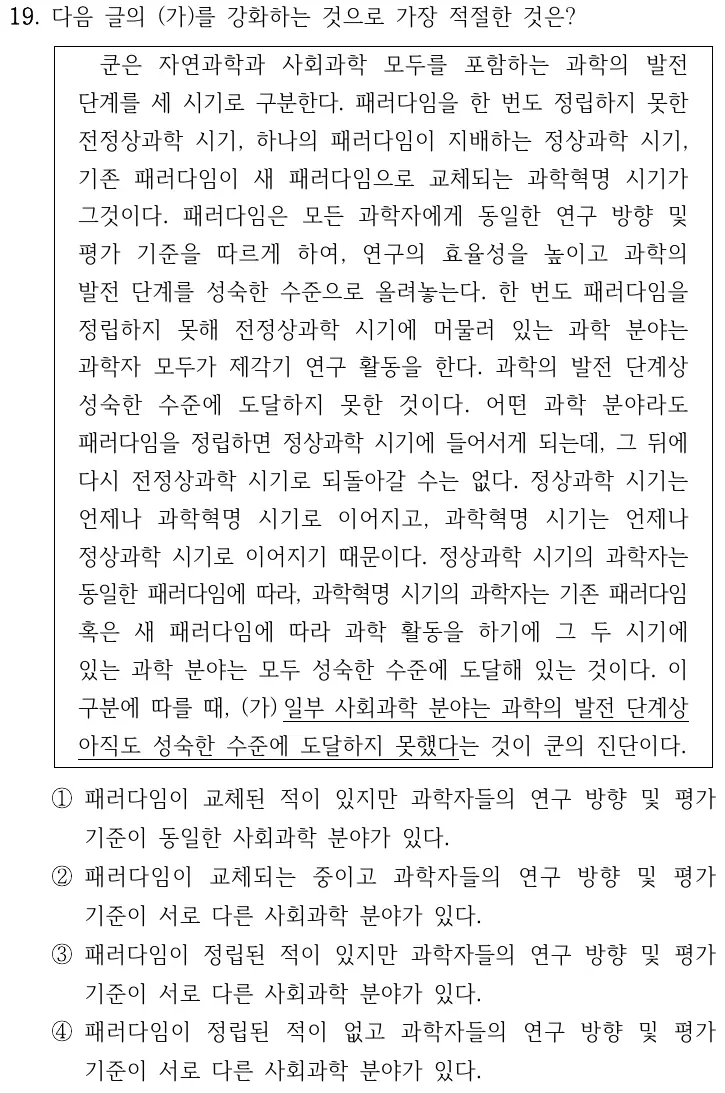 19. 다음 글의 (가)를 강화하는 것으로 가장 적절한 것은?
쿤은 자연과학과 사회과학 모두를 포함하는 과학의 발전
단계를 세 시기로 구분한다. 패러다임을 한 번도 정립하지 못한
전정상과학 시기, 하나의 패러다임이 지배하는 정상과학 시기,
기존 패러다임이 새 패러다임으로 교체되는 과학혁명 시기가
그것이다. 패러다임은 모든 과학자에게 동일한 연구 방향 및
평가 기준을 따르게 하여, 연구의 효율성을 높이고 과학의
발전 단계를 성숙한 수준으로 올려놓는다. 한 번도 패러다임을
정립하지 못해 전정상과학 시기에 머물러 있는 과학 분야는
과학자 모두가 제각기 연구 활동을 한다. 과학의 발전 단계상
성숙한 수준에 도달하지 못한 것이다. 어떤 과학 분야라도
패러다임을 정립하면 정상과학 시기에 들어서게 되는데, 그 뒤에
다시 전정상과학 시기로 되돌아갈 수는 없다. 정상과학 시기는
언제나 과학혁명 시기로 이어지고, 과학혁명 시기는 언제나
정상과학 시기로 이어지기 때문이다. 정상과학 시기의 과학자는
동일한 패러다임에 따라, 과학혁명 시기의 과학자는 기존 패러다임
혹은 새 패러다임에 따라 과학 활동을 하기에 그 두 시기에
있는 과학 분야는 모두 성숙한 수준에 도달해 있는 것이다. 이
구분에 따를 때, (가) 일부 사회과학 분야는 과학의 발전 단계상
아직도 성숙한 수준에 도달하지 못했다는 것이 쿤의 진단이다.
① 패러다임이 교체된 적이 있지만 과학자들의 연구 방향 및 평가
기준이 동일한 사회과학 분야가 있다.
② 패러다임이 교체되는 중이고 과학자들의 연구 방향 및 평가
기준이 서로 다른 사회과학 분야가 있다.
③ 패러다임이 정립된 적이 있지만 과학자들의 연구 방향 및 평가
기준이 서로 다른 사회과학 분야가 있다.
④ 패러다임이 정립된 적이 없고 과학자들의 연구 방향 및 평가
기준이 서로 다른 사회과학 분야가 있다.